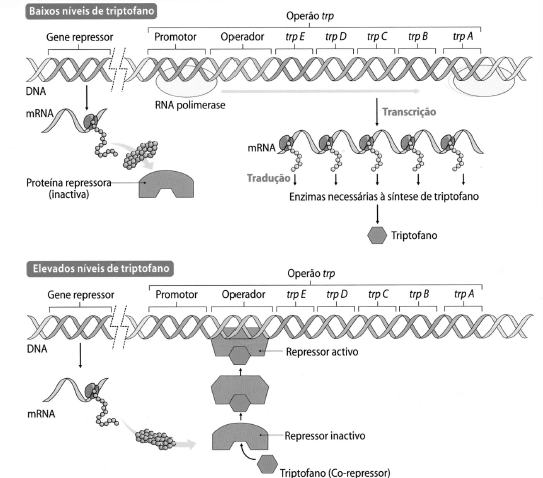 Baixos níveis de triptofano
Operão trp
Gene repressor Promotor Operador trp E trp D trp C trp B trp A
DNA
RNA polimerase
mRNA
Transcrição
mRNA
Tradução
Proteína repressora
(inactiva)
Enzimas necessárias à síntese de triptofano
Triptofano
Elevados níveis de triptofano
Operão trp
Gene repressor Promotor Operador trp E trp D trp C trp B trp A
DNA
Repressor activo
mRNA
Repressor inactivo
Triptofano (Co-repressor)